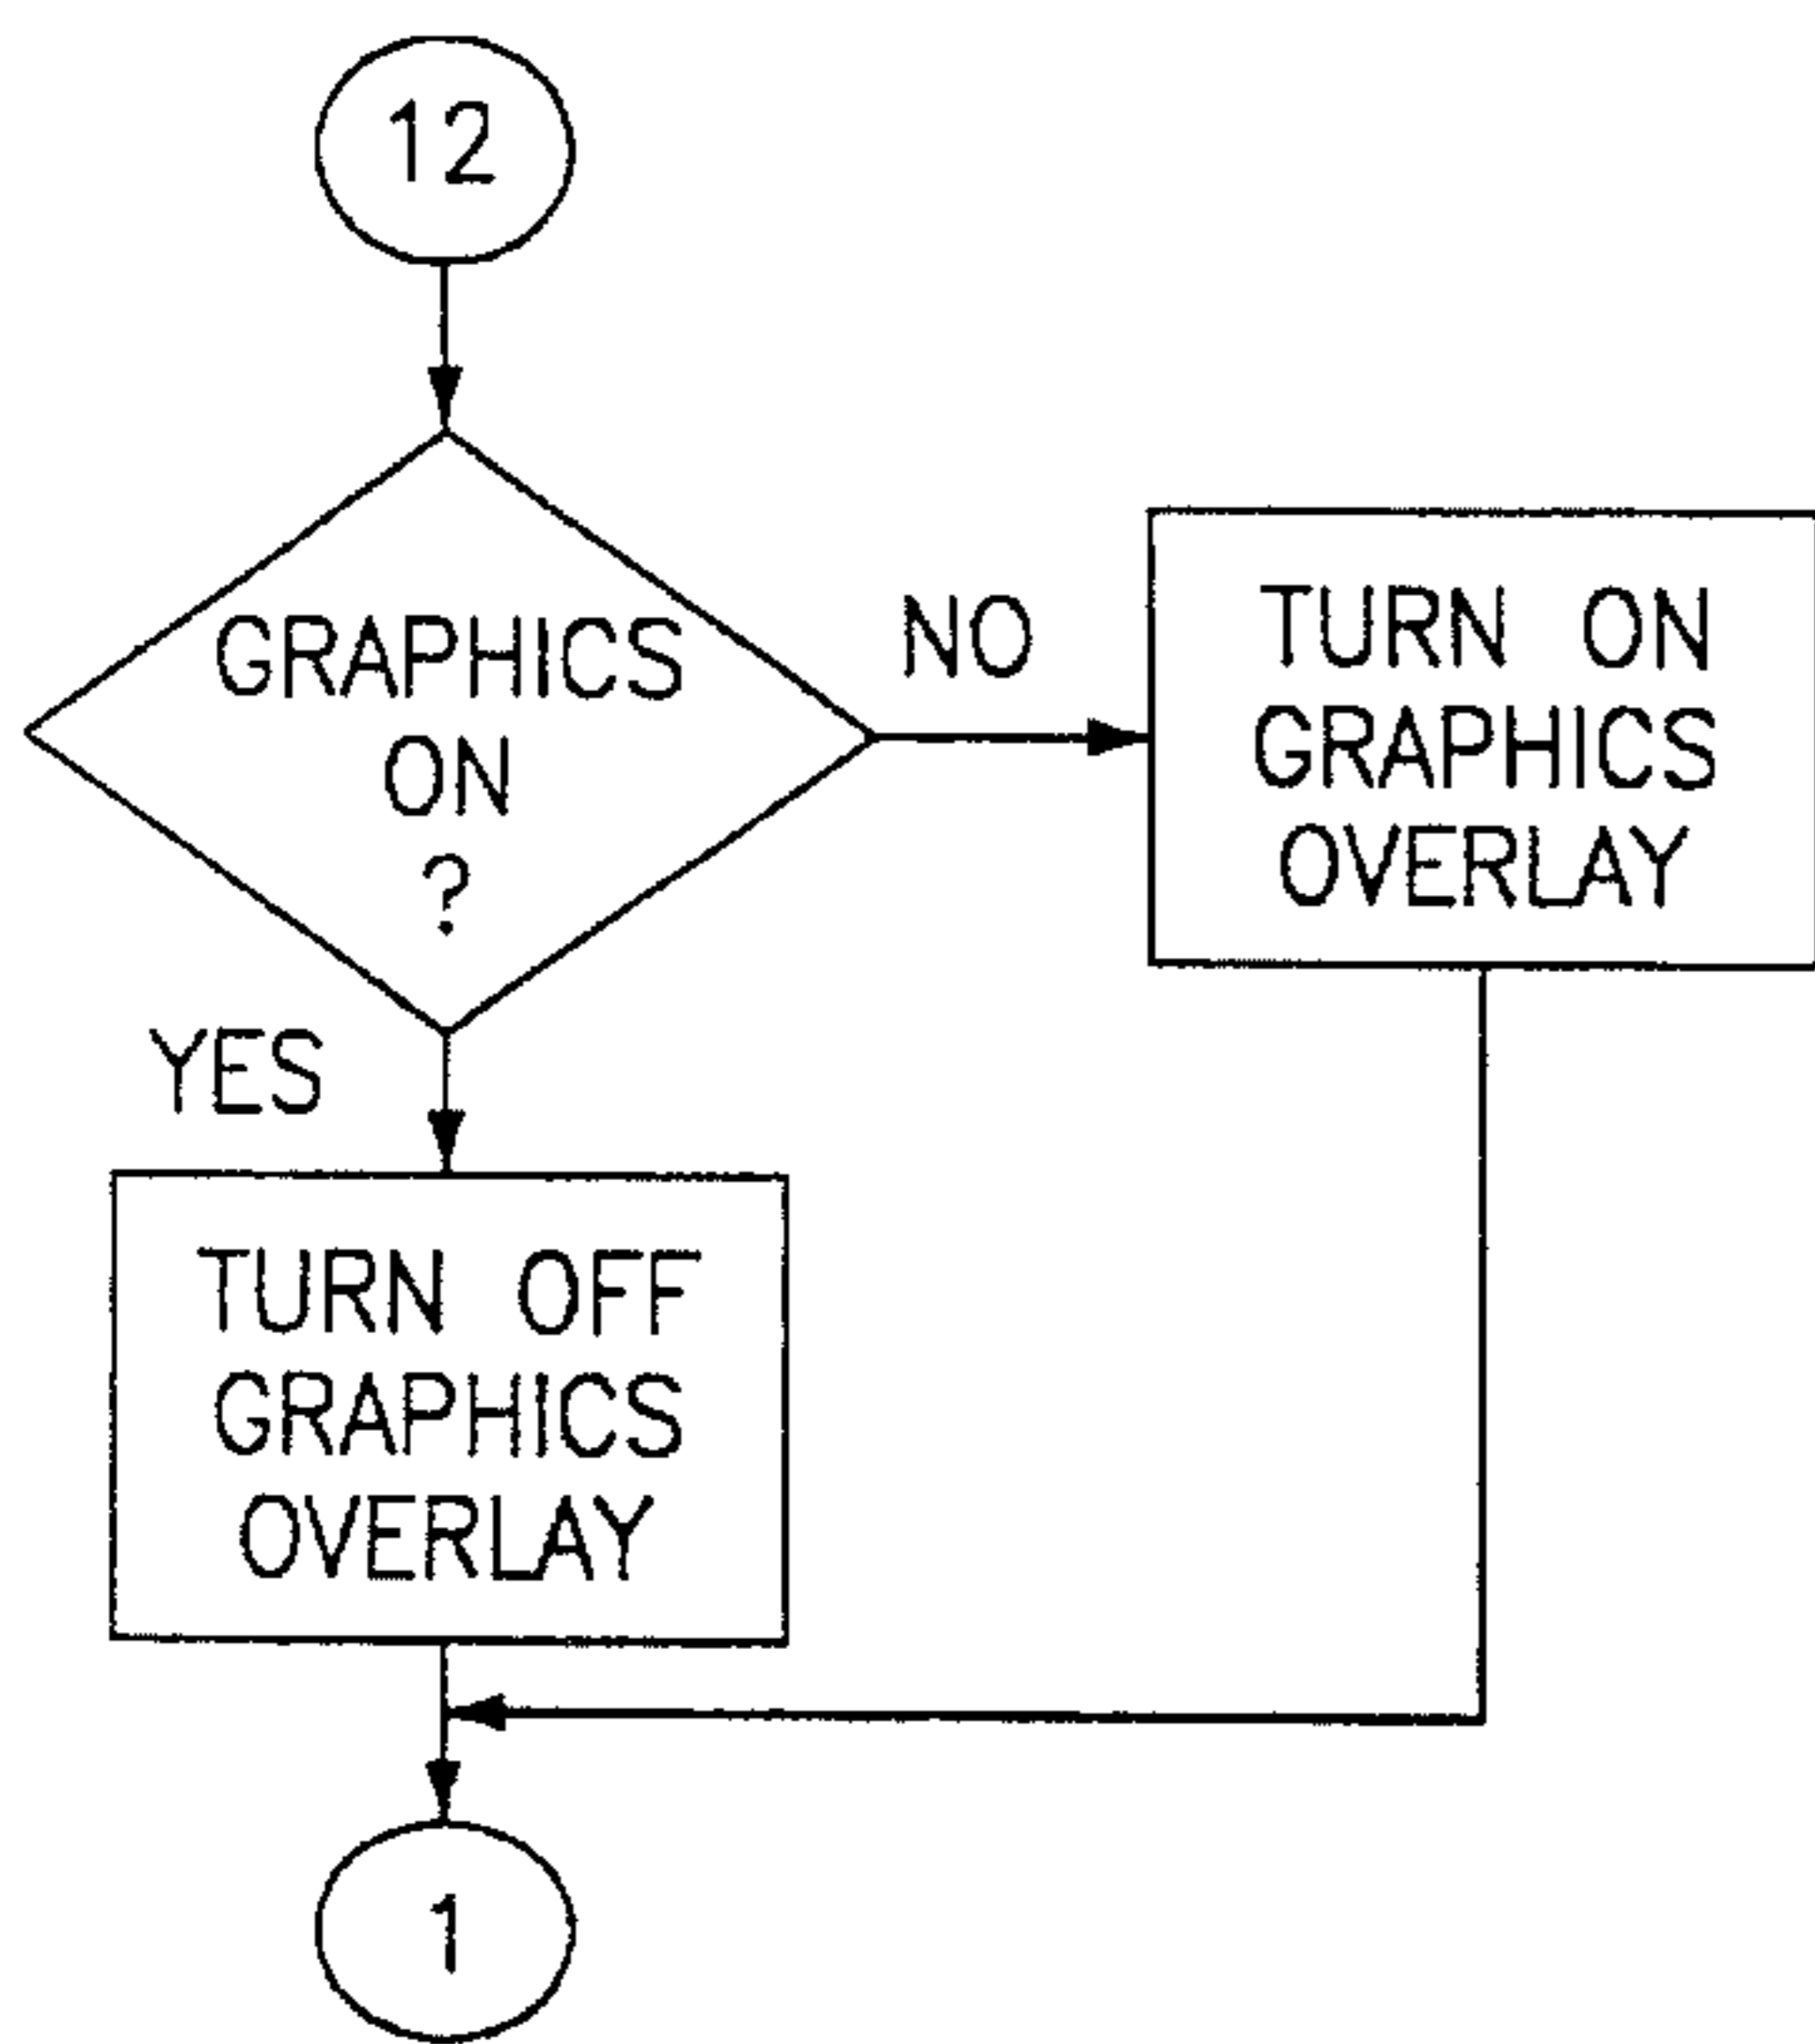 12
GRAPHICS
ON
?
NO
TURN ON
GRAPHICS
OVERLAY
YES
TURN OFF
GRAPHICS
OVERLAY
1